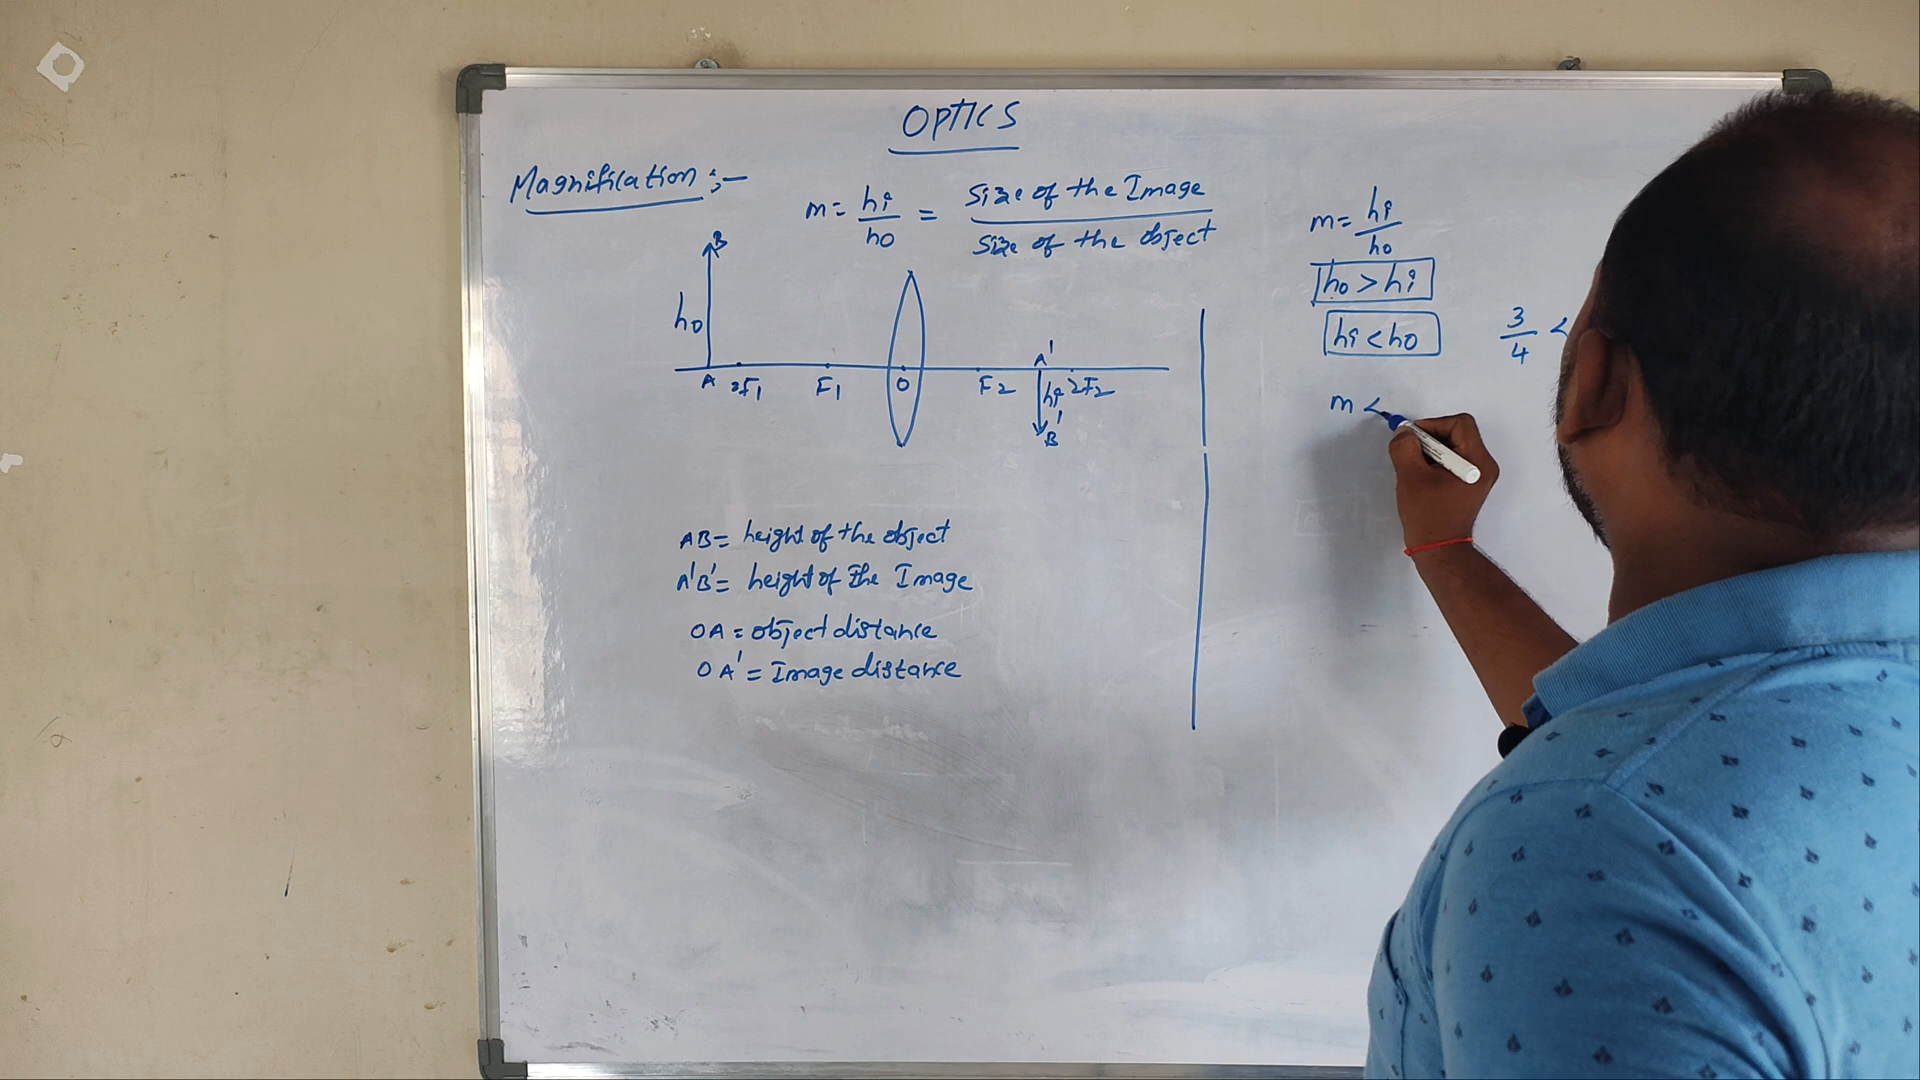 OPTICS
Magnification :-
m = hi/ho = Size of the Image / Size of the object
B
ho
A 2F1 F1 O F2 A' hi 2F2
B'
AB = height of the object
A'B' = height of the Image
OA = object distance
OA' = Image distance
m = hi/ho
ho > hi
hi < ho
3/4 <
m <